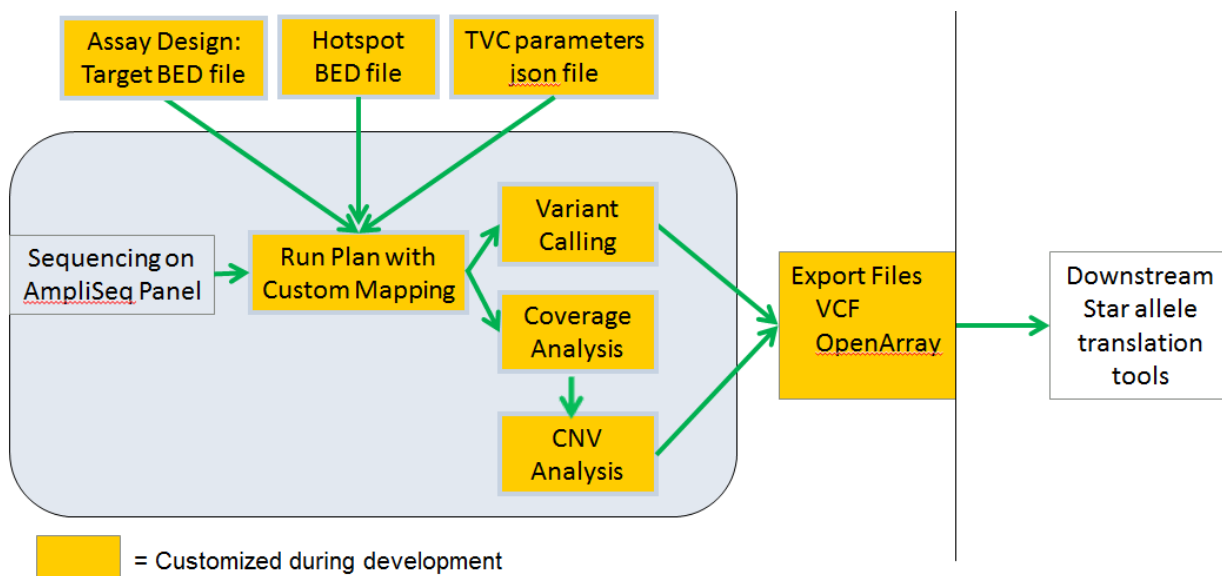 Assay Design:
Target BED file
Hotspot
BED file
TVC parameters
json file
Sequencing on
AmpliSeq Panel
Run Plan with
Custom Mapping
Variant
Calling
Coverage
Analysis
CNV
Analysis
Export Files
VCF
OpenArray
Downstream
Star allele
translation
tools
= Customized during development